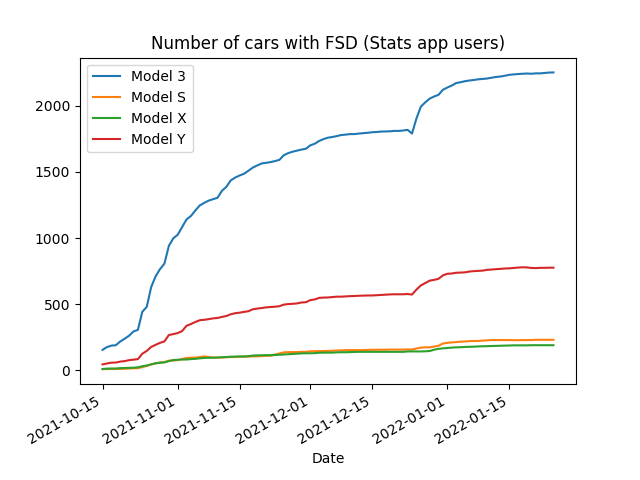 Number of cars with FSD (Stats app users)
Model 3
Model S
Model X
Model Y
2000
1500
1000
500
0
2021-10-15
2021-11-01
2021-11-15
2021-12-01
2021-12-15
2022-01-01
2022-01-15
Date